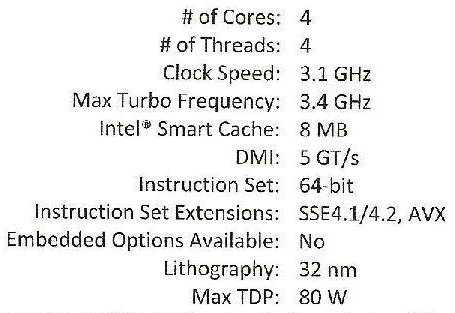 # of Cores: 4
# of Threads: 4
Clock Speed: 3.1 GHz
Max Turbo Frequency: 3.4 GHz
Intel® Smart Cache: 8 MB
DMI: 5 GT/s
Instruction Set: 64-bit
Instruction Set Extensions: SSE4.1/4.2, AVX
Embedded Options Available: No
Lithography: 32 nm
Max TDP: 80 W